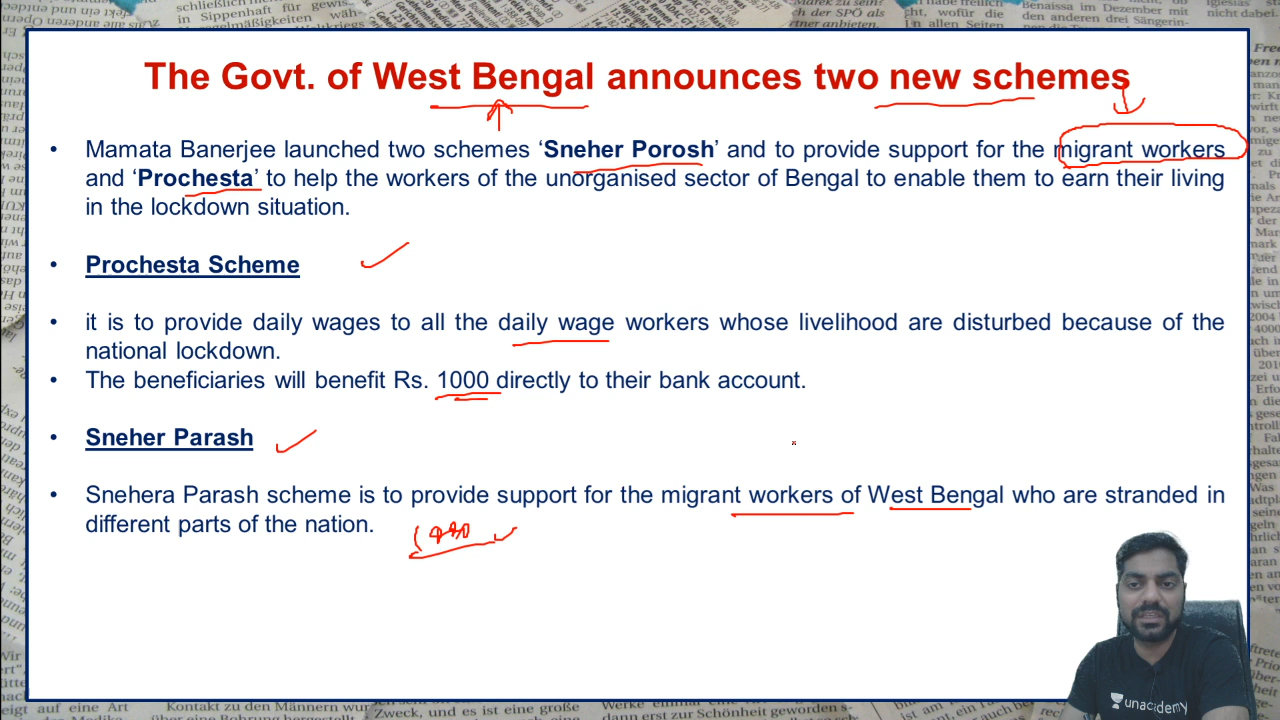 The Govt. of West Bengal announces two new schemes
• Mamata Banerjee launched two schemes ‘Sneher Porosh’ and to provide support for the migrant workers
and ‘Prochesta’ to help the workers of the unorganised sector of Bengal to enable them to earn their living
in the lockdown situation.
• Prochesta Scheme
• it is to provide daily wages to all the daily wage workers whose livelihood are disturbed because of the
national lockdown.
• The beneficiaries will benefit Rs. 1000 directly to their bank account.
• Sneher Parash
• Snehera Parash scheme is to provide support for the migrant workers of West Bengal who are stranded in
different parts of the nation.
unacademy